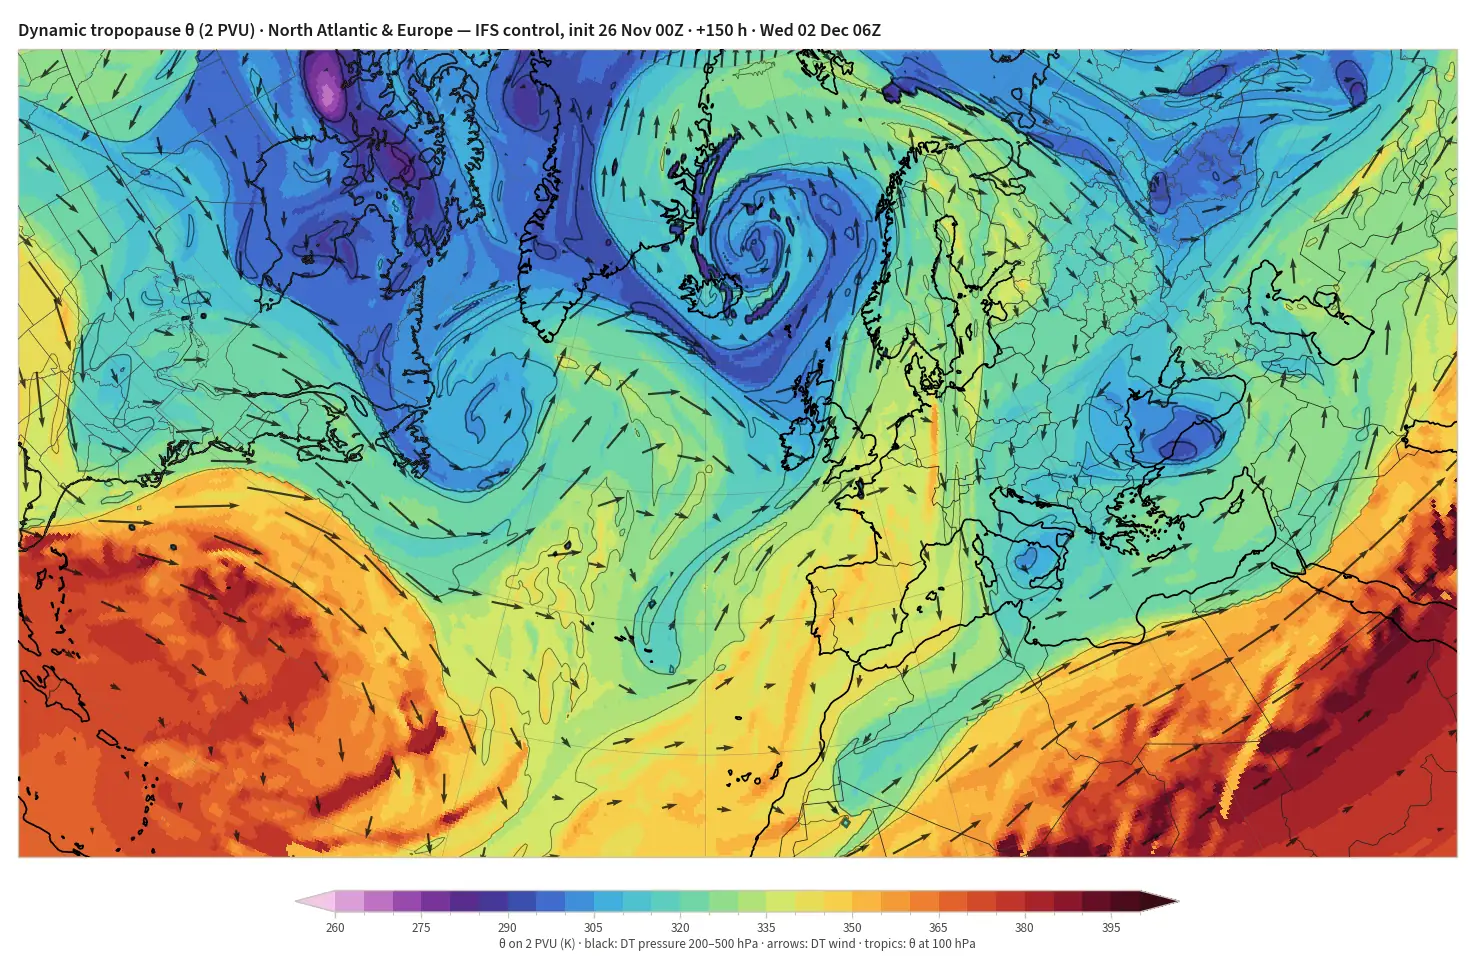 Dynamic tropopause θ (2 PVU) · North Atlantic & Europe — IFS control, init 26 Nov 00Z · +150 h · Wed 02 Dec 06Z
260 275 290 305 320 335 350 365 380 395
θ on 2 PVU (K) · black: DT pressure 200–500 hPa · arrows: DT wind · tropics: θ at 100 hPa